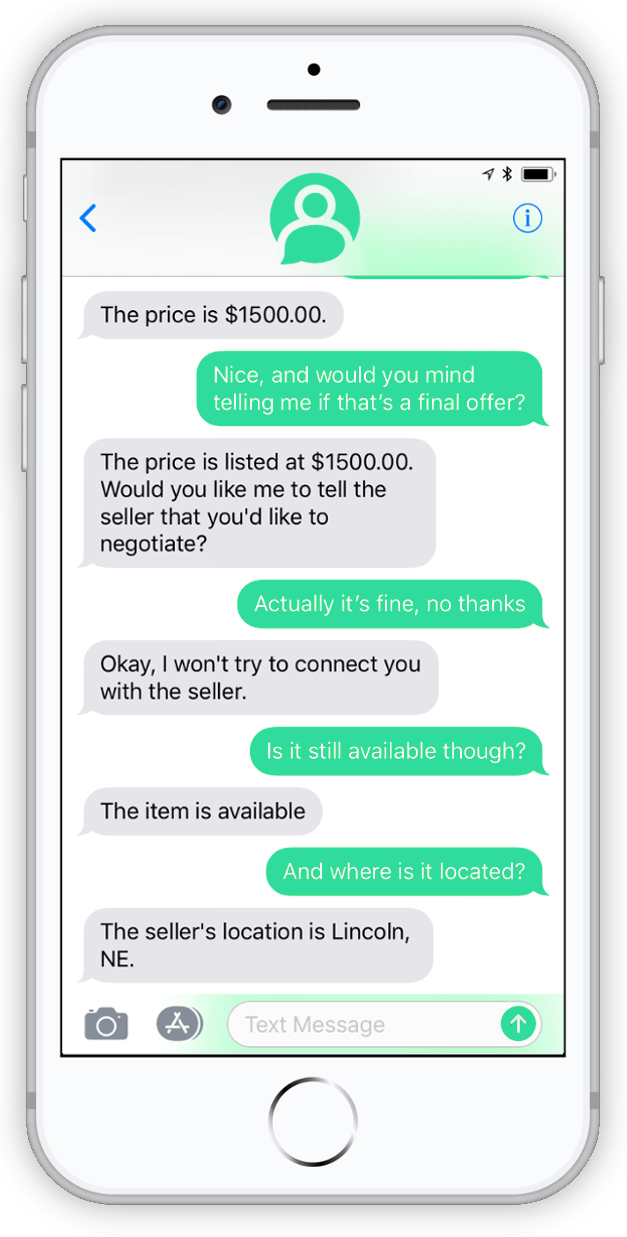 The price is $1500.00.
Nice, and would you mind
telling me if that’s a final offer?
The price is listed at $1500.00.
Would you like me to tell the
seller that you'd like to
negotiate?
Actually it’s fine, no thanks
Okay, I won't try to connect you
with the seller.
Is it still available though?
The item is available
And where is it located?
The seller's location is Lincoln,
NE.
Text Message